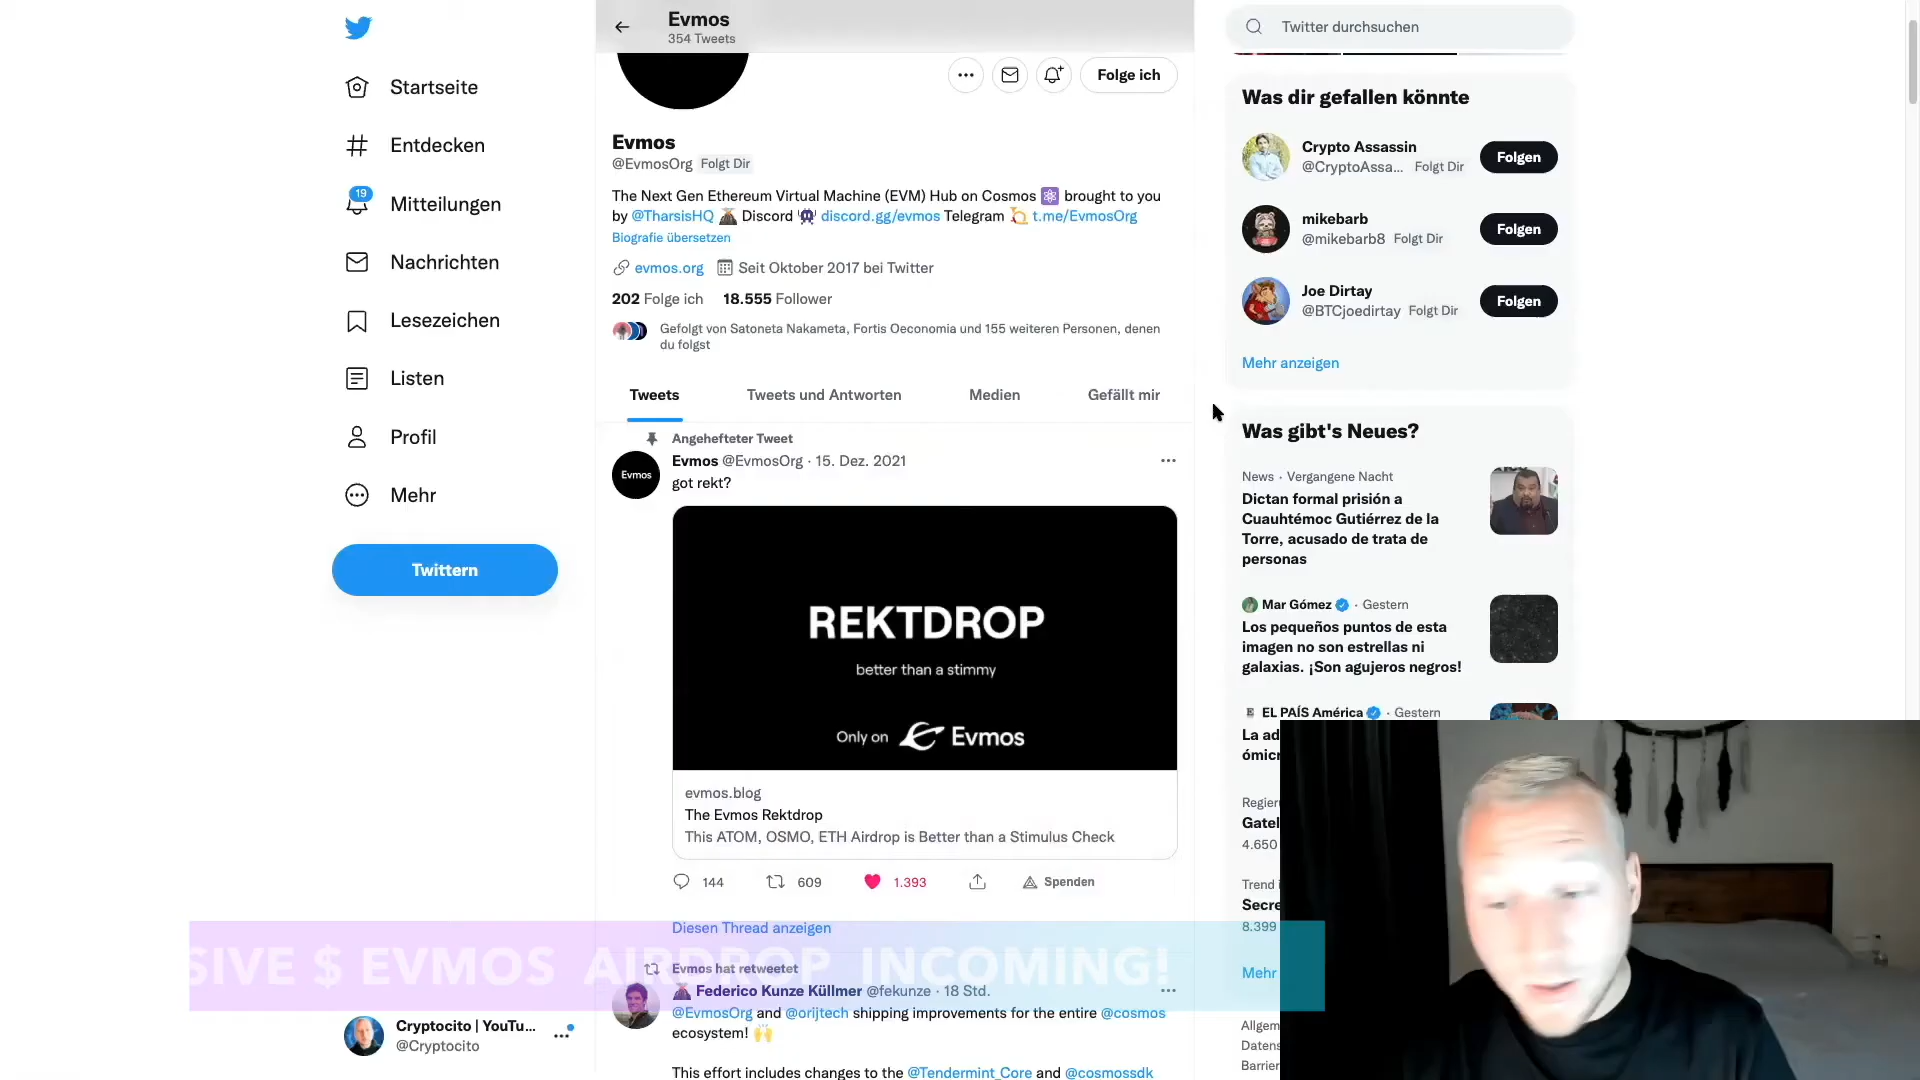 Evmos
354 Tweets
Folge ich
Evmos
@EvmosOrg Folgt Dir
The Next Gen Ethereum Virtual Machine (EVM) Hub on Cosmos ⚛ brought to you
by @TharsisHQ 🌋 Discord 👾 discord.gg/evmos Telegram t.me/EvmosOrg
Biografie übersetzen
evmos.org Seit Oktober 2017 bei Twitter
202 Folge ich 18.555 Follower
Gefolgt von Satoneta Nakameta, Fortis Oeconomia und 155 weiteren Personen, denen
du folgst
Tweets Tweets und Antworten Medien Gefällt mir
Angehefteter Tweet
Evmos @EvmosOrg · 15. Dez. 2021
Evmos
got rekt?
REKTDROP
better than a stimmy
Only on Evmos
evmos.blog
The Evmos Rektdrop
This ATOM, OSMO, ETH Airdrop is Better than a Stimulus Check
144 609 1.393 Spenden
Diesen Thread anzeigen
Evmos hat retweetet
🌋 Federico Kunze Küllmer @fekunze · 18 Std.
@EvmosOrg and @orijtech shipping improvements for the entire @cosmos
ecosystem! 🙌
This effort includes changes to the @Tendermint_Core and @cosmossdk
Startseite
Entdecken
19
Mitteilungen
Nachrichten
Lesezeichen
Listen
Profil
Mehr
Twittern
Cryptocito | YouTu...
@Cryptocito
Twitter durchsuchen
Was dir gefallen könnte
Crypto Assassin
@CryptoAssa... Folgt Dir
Folgen
mikebarb
@mikebarb8 Folgt Dir
Folgen
Joe Dirtay
@BTCjoedirtay Folgt Dir
Folgen
Mehr anzeigen
Was gibt's Neues?
News · Vergangene Nacht
Dictan formal prisión a
Cuauhtémoc Gutiérrez de la
Torre, acusado de trata de
personas
Mar Gómez · Gestern
Los pequeños puntos de esta
imagen no son estrellas ni
galaxias. ¡Son agujeros negros!
EL PAÍS América · Gestern
La ad
ómicr
Regieru
Gatel
4.650
Trend i
Secre
8.399
Mehr
Allgem
Datens
Barrier
SIVE $ EVMOS AIRDROP INCOMING!